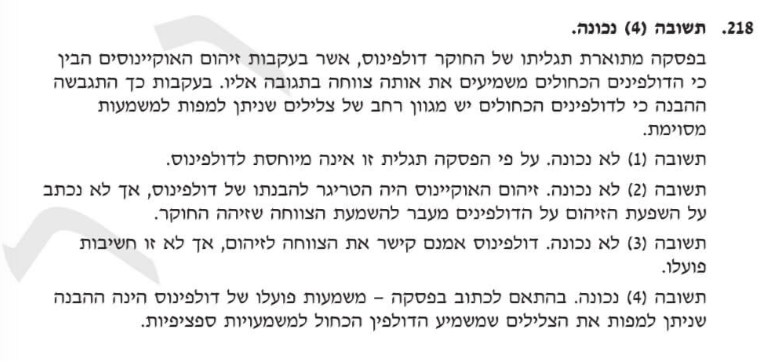 218. תשובה (4) נכונה.
בפסקה מתוארת תגליתו של החוקר דולפינוס, אשר בעקבות זיהום האוקיינוסים הבין
כי הדולפינים הכחולים משמיעים את אותה צווחה בתגובה אליו. בעקבות כך התגבשה
ההבנה כי לדולפינים הכחולים יש מגוון רחב של צלילים שניתן למפות למשמעות
מסוימת.
תשובה (1) לא נכונה. על פי הפסקה תגלית זו אינה מיוחסת לדולפינוס.
תשובה (2) לא נכונה. זיהום האוקיינוס היה הטריגר להבנתו של דולפינוס, אך לא נכתב
על השפעת הזיהום על הדולפינים מעבר להשמעת הצווחה שזיהה החוקר.
תשובה (3) לא נכונה. דולפינוס אמנם קישר את הצווחה לזיהום, אך לא זו חשיבות
פועלו.
תשובה (4) נכונה. בהתאם לכתוב בפסקה – משמעות פועלו של דולפינוס הינה ההבנה
שניתן למפות את הצלילים שמשמיע הדולפין הכחול למשמעויות ספציפיות.